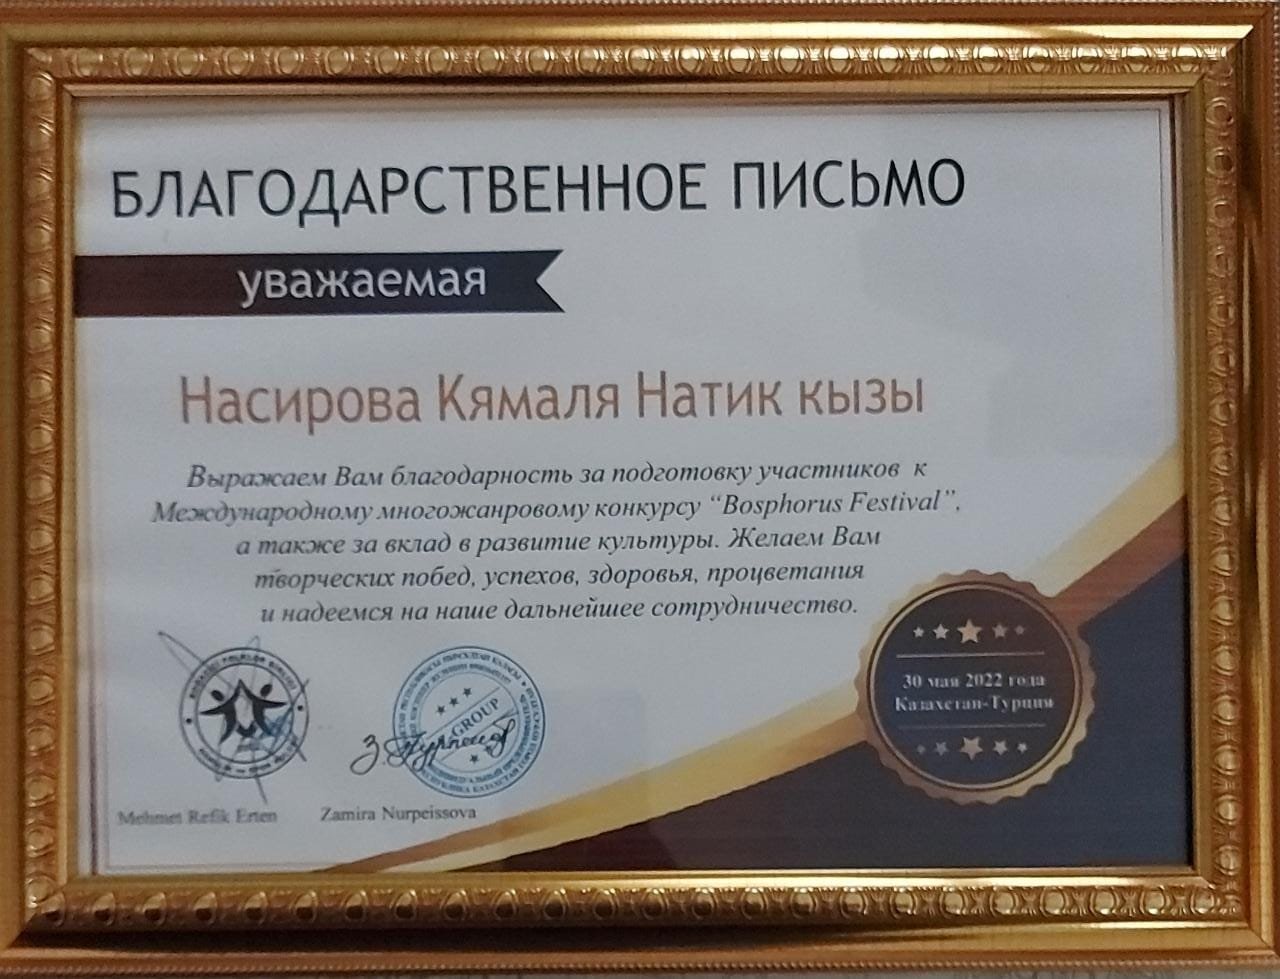 БЛАГОДАРСТВЕННОЕ ПИСЬМО
уважаемая
Насирова Кямаля Натик кызы
Выражаем Вам благодарность за подготовку участников к
Международному многожанровому конкурсу “Bosphorus Festival”,
а также за вклад в развитие культуры. Желаем Вам
творческих побед, успехов, здоровья, процветания
и надеемся на наше дальнейшее сотрудничество.
30 мая 2022 года
Казахстан-Турция
GROUP
Mehmet Refik Erten
Zamira Nurpeissova